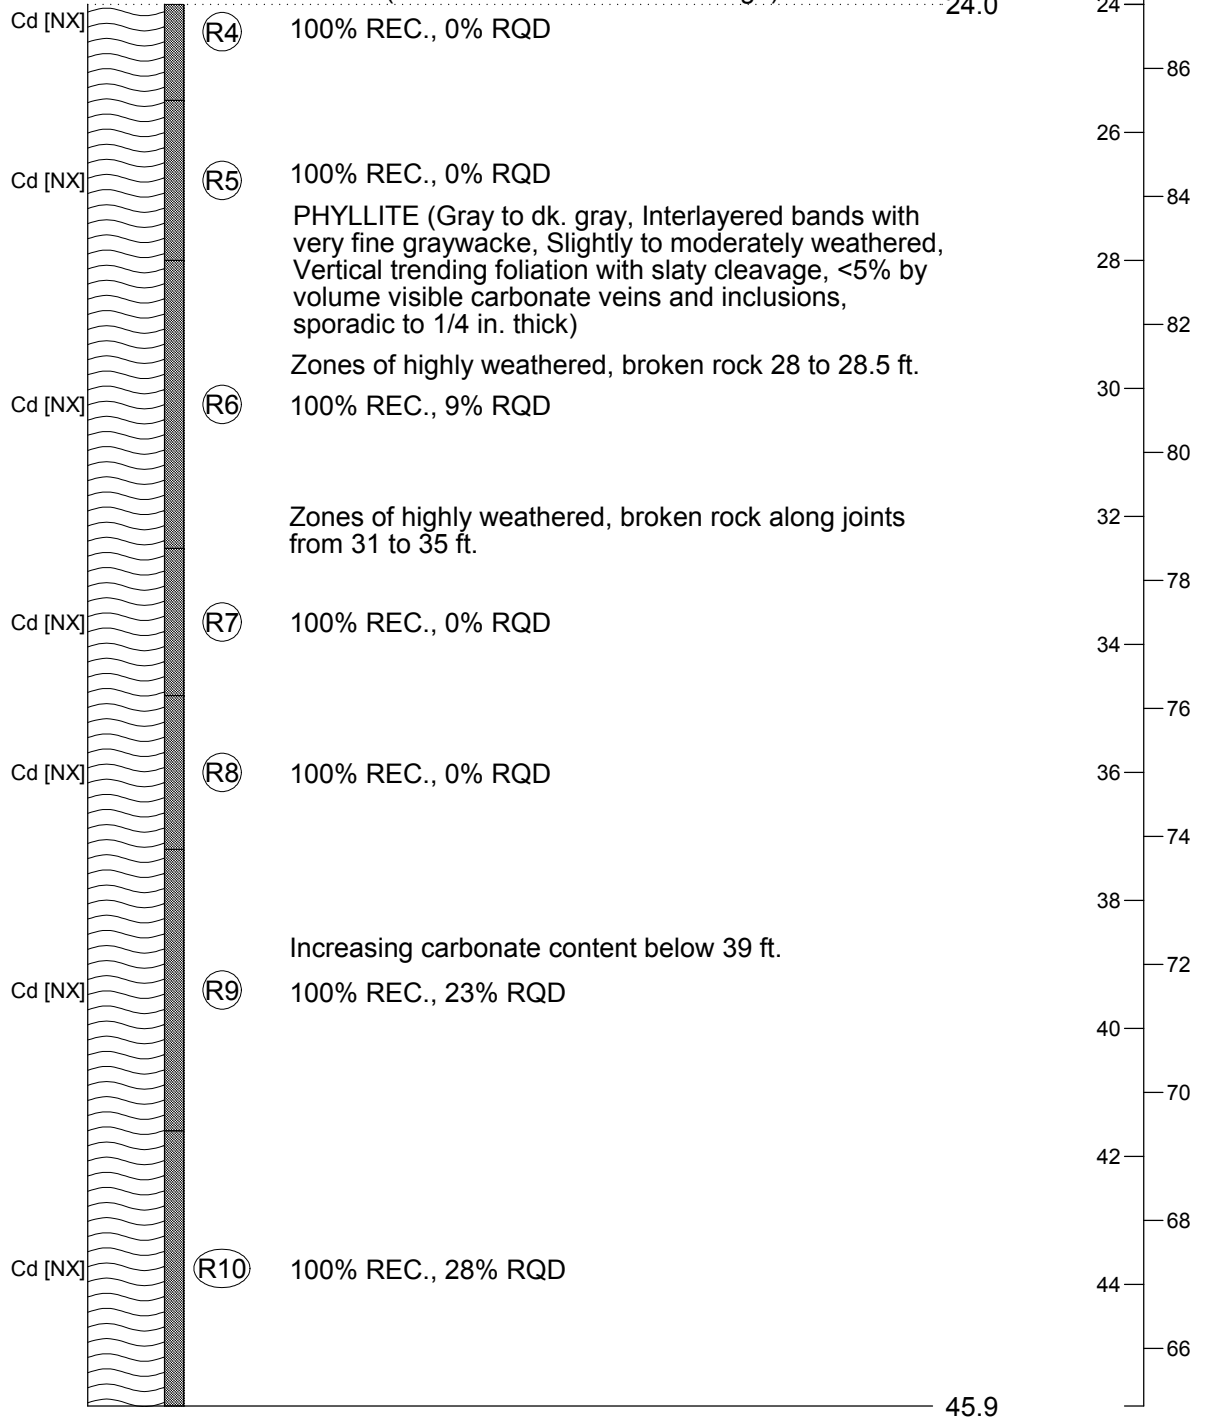 24.0 24
Cd [NX] R4 100% REC., 0% RQD
86
26
Cd [NX] R5 100% REC., 0% RQD
84
PHYLLITE (Gray to dk. gray, Interlayered bands with
very fine graywacke, Slightly to moderately weathered,
Vertical trending foliation with slaty cleavage, <5% by
28
volume visible carbonate veins and inclusions,
sporadic to 1/4 in. thick)
82
Zones of highly weathered, broken rock 28 to 28.5 ft.
30
Cd [NX] R6 100% REC., 9% RQD
80
Zones of highly weathered, broken rock along joints
32
from 31 to 35 ft.
78
Cd [NX] R7 100% REC., 0% RQD
34
76
Cd [NX] R8 100% REC., 0% RQD 36
74
38
Increasing carbonate content below 39 ft.
72
Cd [NX] R9 100% REC., 23% RQD
40
70
42
68
Cd [NX] R10 100% REC., 28% RQD
44
66
45.9